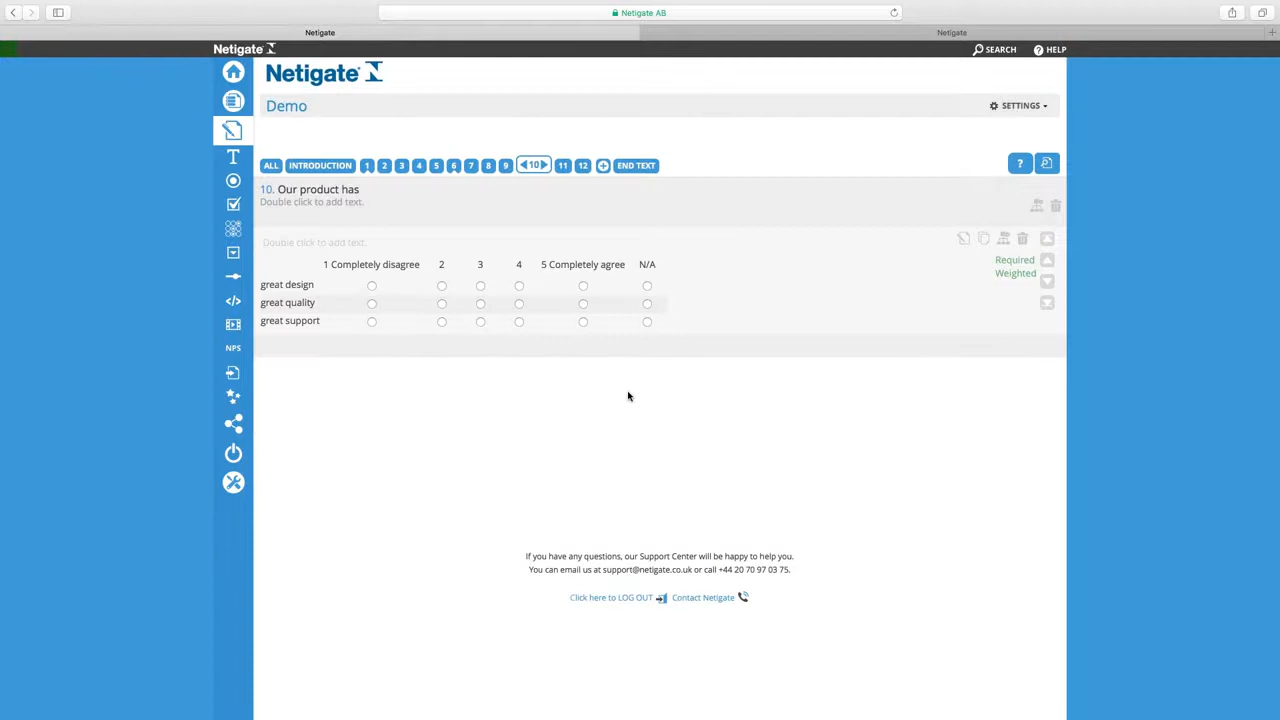 Netigate AB
Netigate
Netigate
Netigate
SEARCH
HELP
Netigate
Demo
SETTINGS
ALL
INTRODUCTION
1
2
3
4
5
6
7
8
9
10
11
12
END TEXT
?
10. Our product has
Double click to add text.
Double click to add text.
1 Completely disagree 2 3 4 5 Completely agree N/A
Required
Weighted
great design
great quality
great support
T
</>
NPS
If you have any questions, our Support Center will be happy to help you.
You can email us at support@netigate.co.uk or call +44 20 70 97 03 75.
Click here to LOG OUT
Contact Netigate